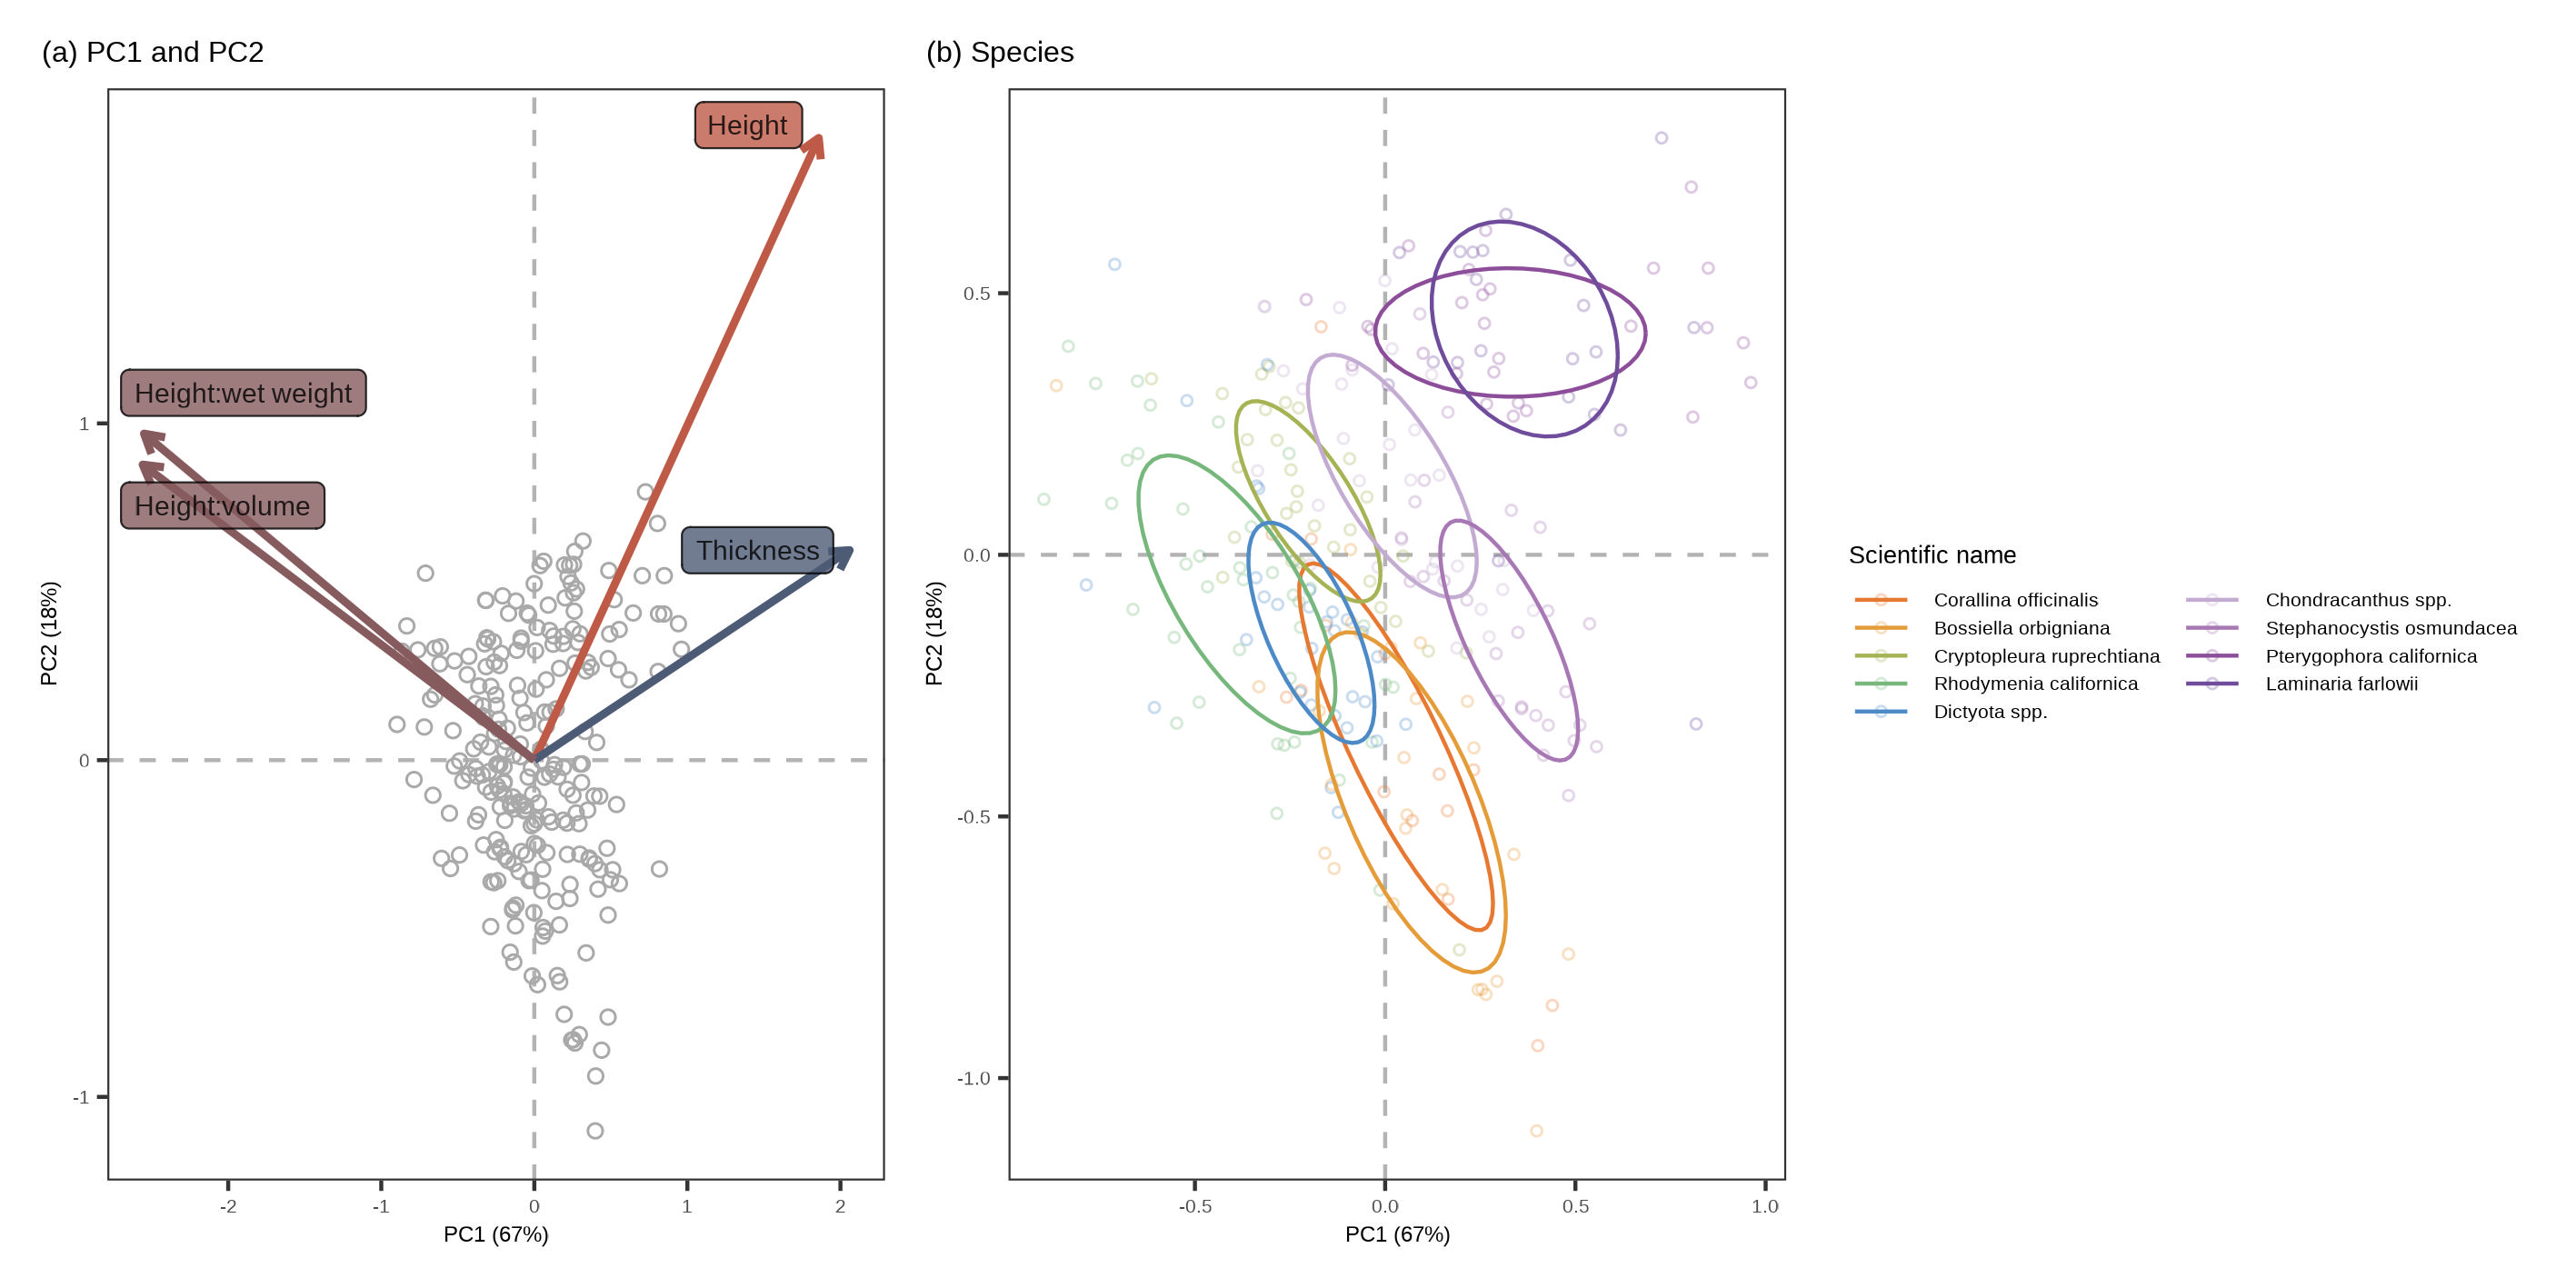 (a) PC1 and PC2
Height
Height:wet weight
Height:volume
Thickness
1
0
-1
PC2 (18%)
-2
-1
0
1
2
PC1 (67%)
(b) Species
0.5
0.0
-0.5
-1.0
PC2 (18%)
-0.5
0.0
0.5
1.0
PC1 (67%)
Scientific name
Corallina officinalis
Bossiella orbigniana
Cryptopleura ruprechtiana
Rhodymenia californica
Dictyota spp.
Chondracanthus spp.
Stephanocystis osmundacea
Pterygophora californica
Laminaria farlowii